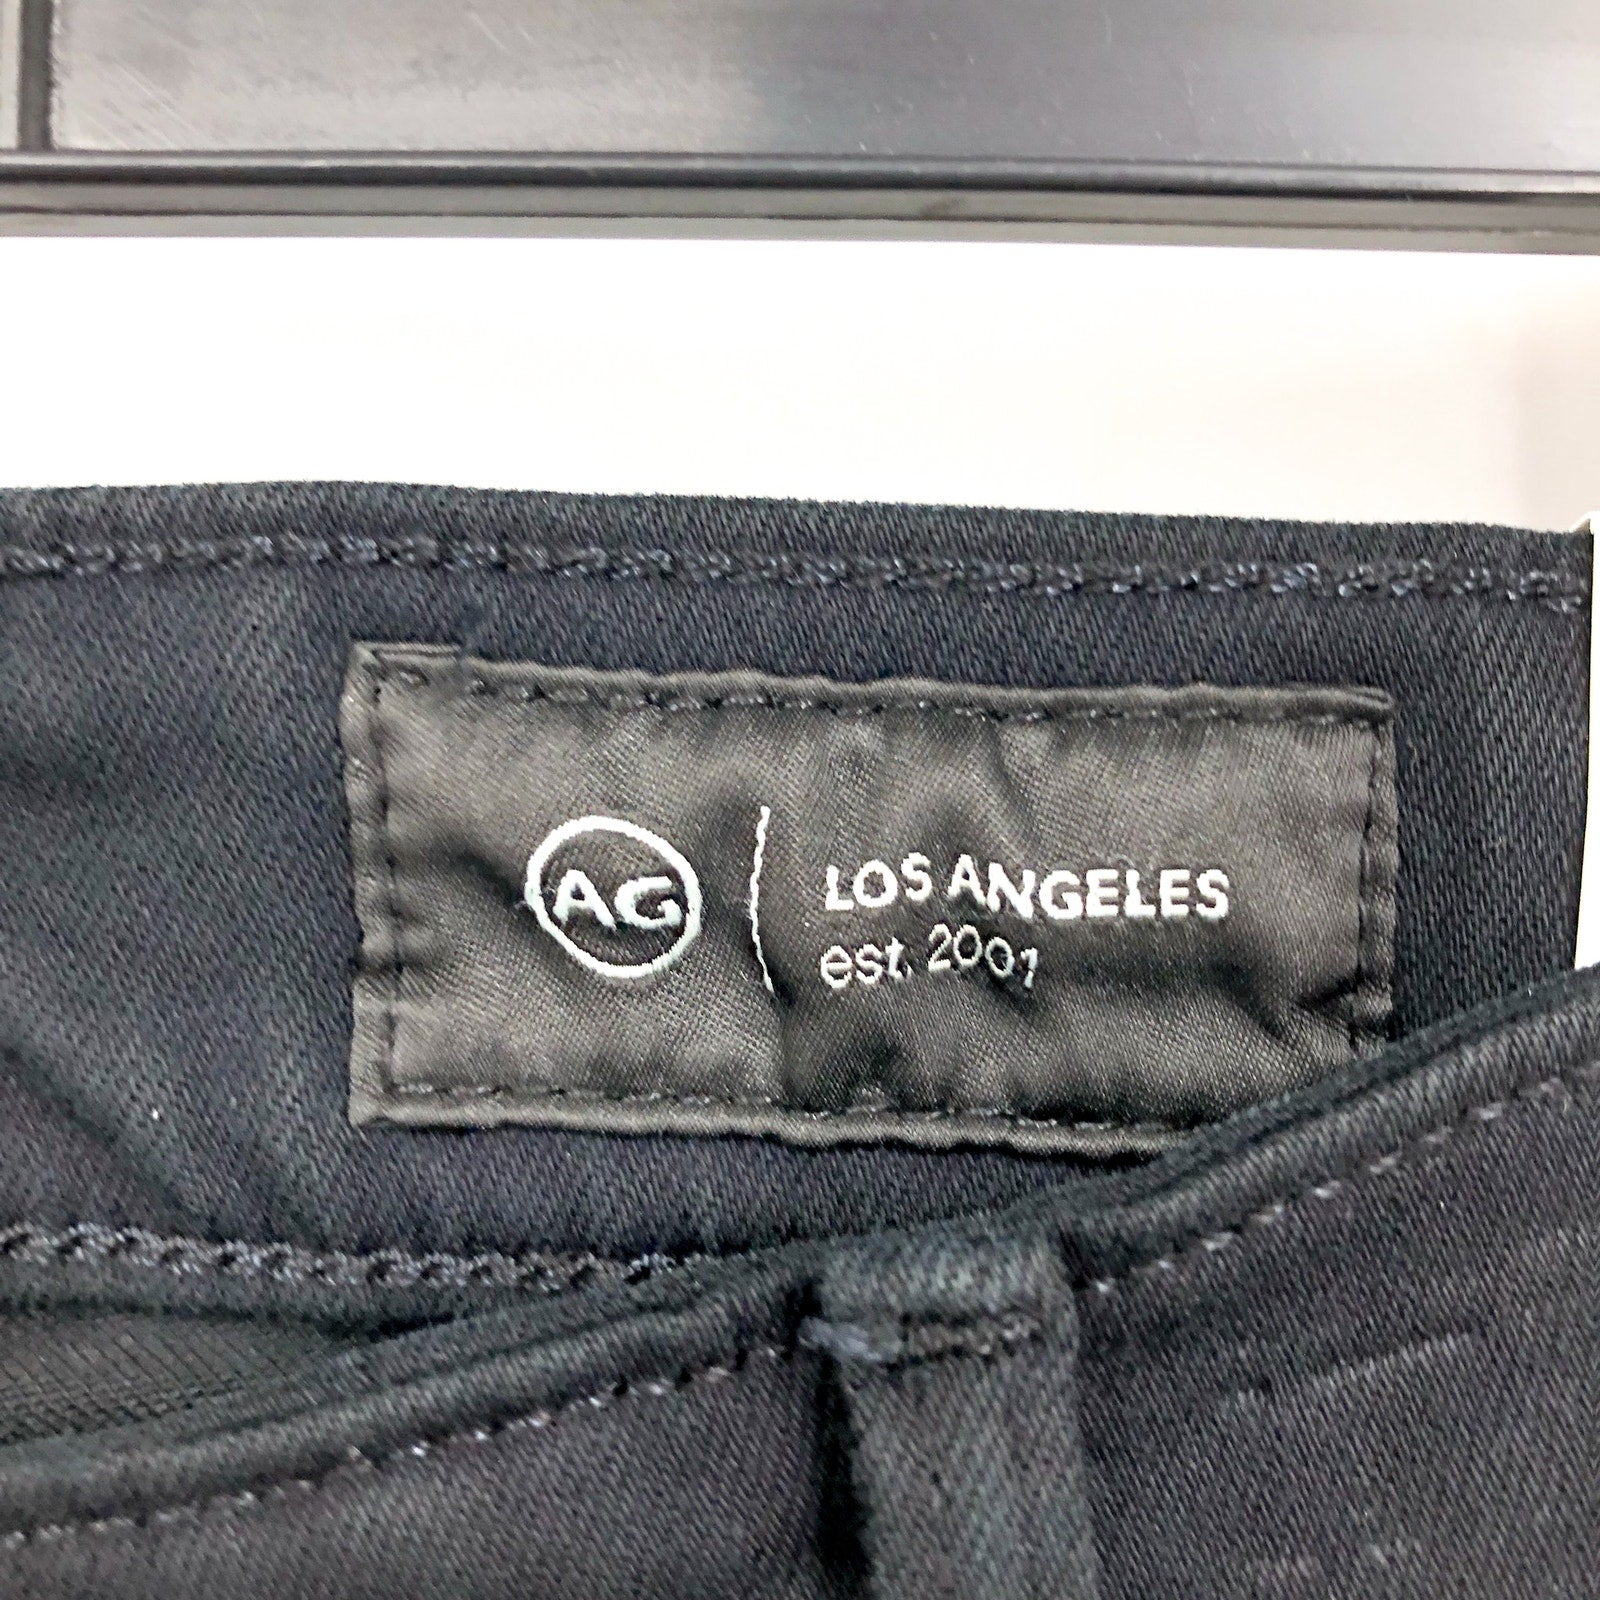 AG
LOS ANGELES
est. 2001